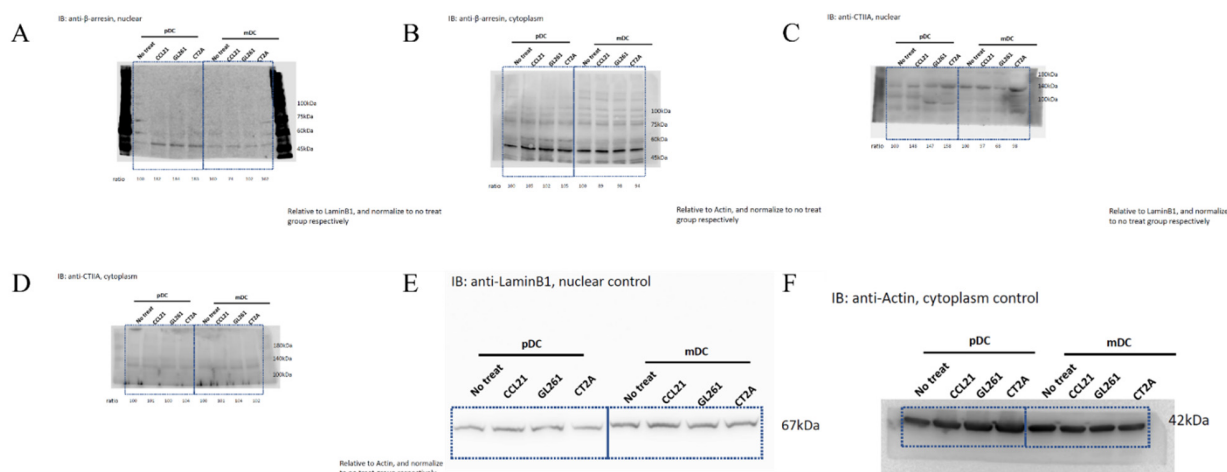 A
IB: anti-β-arresin, nuclear
pDC
mDC
No treat
CCL21
GL261
CT2A
No treat
CCL21
GL261
CT2A
100kDa
75kDa
60kDa
45kDa
ratio
Relative to LaminB1, and normalize to no treat
group respectively
B
IB: anti-β-arresin, cytoplasm
pDC
mDC
No treat
CCL21
GL261
CT2A
No treat
CCL21
GL261
CT2A
100kDa
75kDa
60kDa
45kDa
ratio
Relative to Actin, and normalize to no treat
group respectively
C
IB: anti-CTIIA, nuclear
pDC
mDC
No treat
CCL21
GL261
CT2A
No treat
CCL21
GL261
CT2A
180kDa
140kDa
100kDa
ratio
Relative to LaminB1, and normalize
to no treat group respectively
D
IB: anti-CTIIA, cytoplasm
pDC
mDC
No treat
CCL21
GL261
CT2A
No treat
CCL21
GL261
CT2A
180kDa
140kDa
100kDa
ratio
Relative to Actin, and normalize
to no treat group respectively
E
IB: anti-LaminB1, nuclear control
pDC
mDC
No treat
CCL21
GL261
CT2A
No treat
CCL21
GL261
CT2A
67kDa
F
IB: anti-Actin, cytoplasm control
pDC
mDC
No treat
CCL21
GL261
CT2A
No treat
CCL21
GL261
CT2A
42kDa